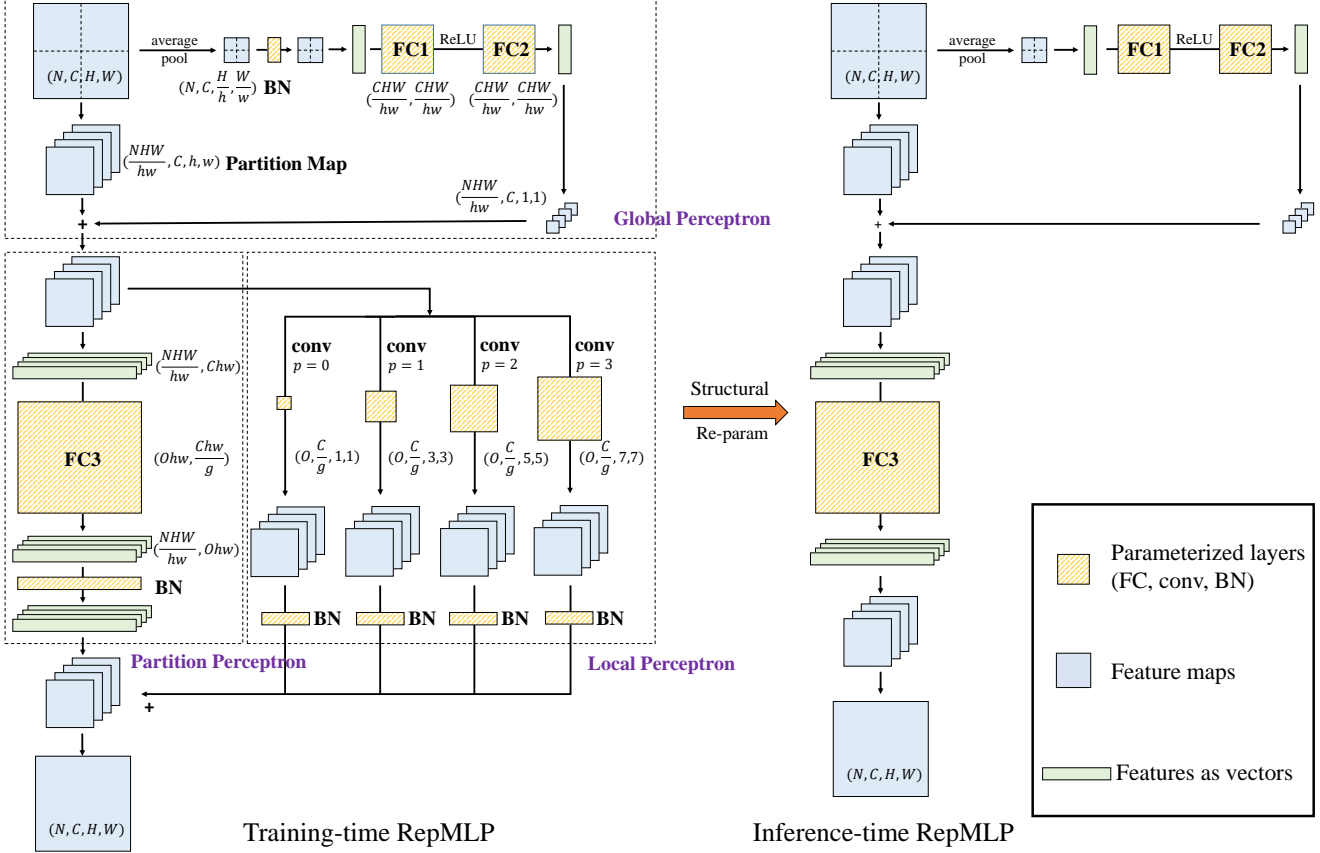 (N, C, H, W)
average
pool
(N, C, H/h, W/w)
BN
FC1
ReLU
FC2
(CHW/hw, CHW/hw)
(CHW/hw, CHW/hw)
(NHW/hw, C, h, w) Partition Map
(NHW/hw, C, 1,1)
+
Global Perceptron
(NHW/hw, Chw)
FC3
(Ohw, Chw/g)
(NHW/hw, Ohw)
BN
Partition Perceptron
conv
p = 0
conv
p = 1
conv
p = 2
conv
p = 3
(O, C/g, 1,1)
(O, C/g, 3,3)
(O, C/g, 5,5)
(O, C/g, 7,7)
BN
BN
BN
BN
Local Perceptron
+
(N, C, H, W)
Training-time RepMLP
Structural
Re-param
(N, C, H, W)
average
pool
FC1
ReLU
FC2
+
FC3
(N, C, H, W)
Inference-time RepMLP
Parameterized layers
(FC, conv, BN)
Feature maps
Features as vectors